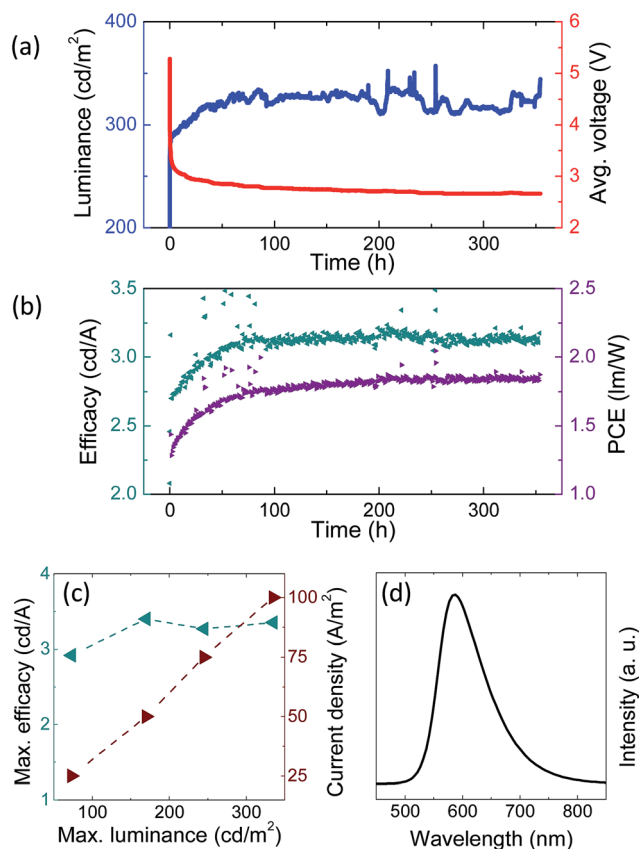 (a)
Luminance (cd/m²)
400
300
200
6
5
4
3
2
Avg. voltage (V)
0 100 200 300
Time (h)
(b)
Efficacy (cd/A)
3.5
3.0
2.5
2.0
2.5
2.0
1.5
1.0
PCE (lm/W)
0 100 200 300
Time (h)
(c)
Max. efficacy (cd/A)
4
3
2
1
100
75
50
25
Current density (A/m²)
100 200 300
Max. luminance (cd/m²)
(d)
Intensity (a. u.)
500 600 700 800
Wavelength (nm)